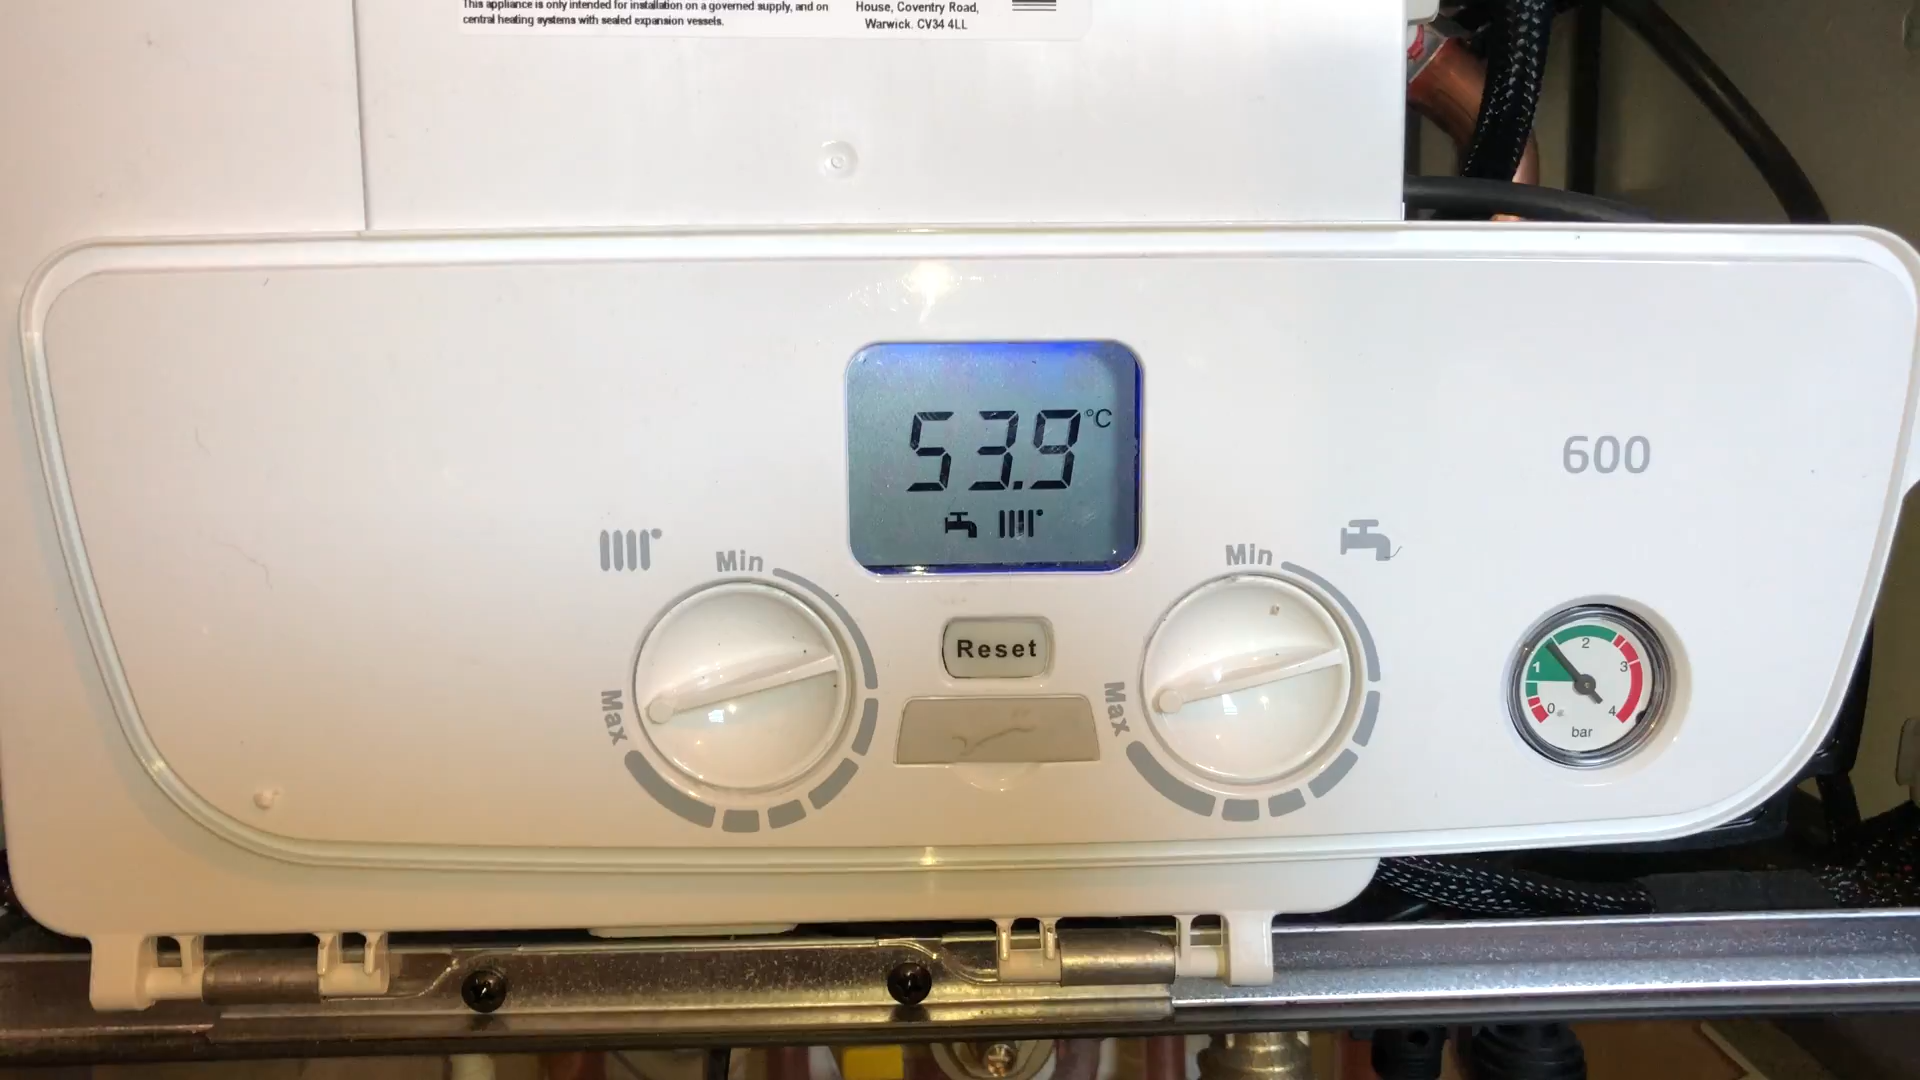 This appliance is only intended for installation on a governed supply, and on
central heating systems with sealed expansion vessels.
House, Coventry Road,
Warwick. CV34 4LL
53.9 °C
600
Min
Max
Reset
Min
Max
0 1 2 3 4
bar